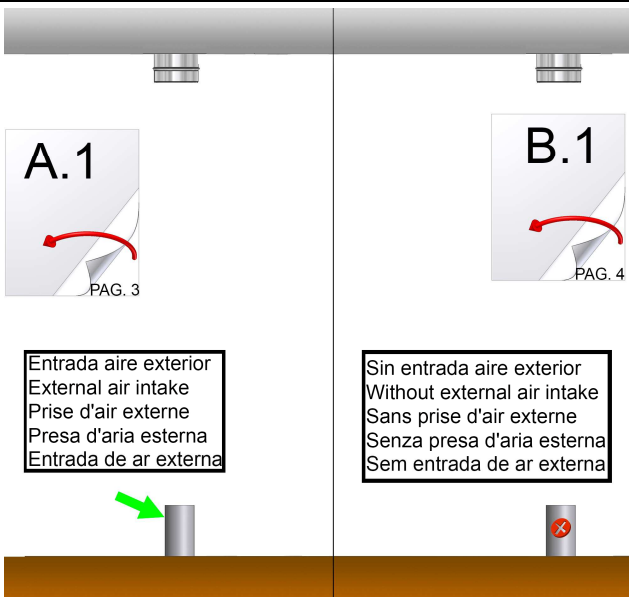 A.1
PAG. 3
Entrada aire exterior
External air intake
Prise d'air externe
Presa d'aria esterna
Entrada de ar externa
B.1
PAG. 4
Sin entrada aire exterior
Without external air intake
Sans prise d'air externe
Senza presa d'aria esterna
Sem entrada de ar externa